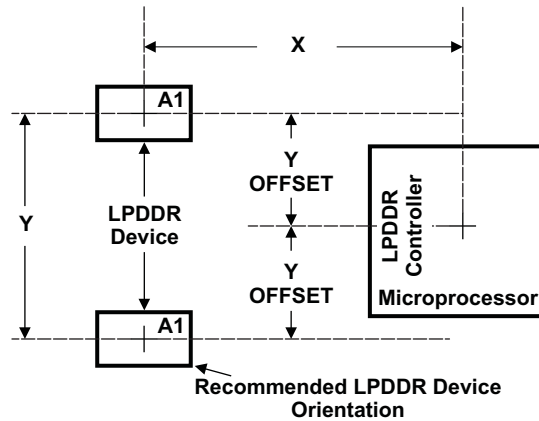 X
A1
Y
OFFSET
Y
LPDDR
Device
LPDDR
Controller
Microprocessor
Y
OFFSET
A1
Recommended LPDDR Device
Orientation